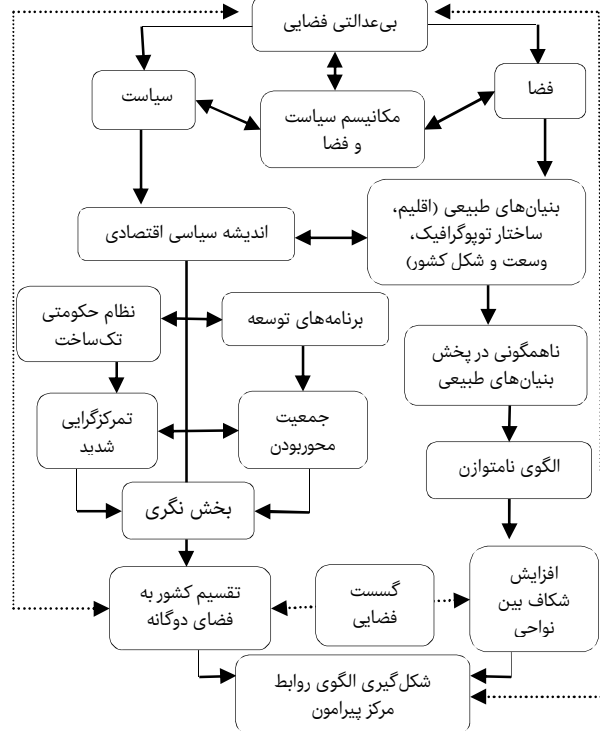 بی‌عدالتی فضایی
فضا
سیاست
مکانیسم سیاست
و فضا
بنیان‌های طبیعی (اقلیم،
ساختار توپوگرافیک،
وسعت و شکل کشور)
اندیشه سیاسی اقتصادی
برنامه‌های توسعه
نظام حکومتی
تک‌ساخت
ناهمگونی در پخش
بنیان‌های طبیعی
جمعیت
محوربودن
تمرکزگرایی
شدید
الگوی نامتوازن
بخش نگری
افزایش
شکاف بین
نواحی
گسست
فضایی
تقسیم کشور به
فضای دوگانه
شکل‌گیری الگوی روابط
مرکز پیرامون